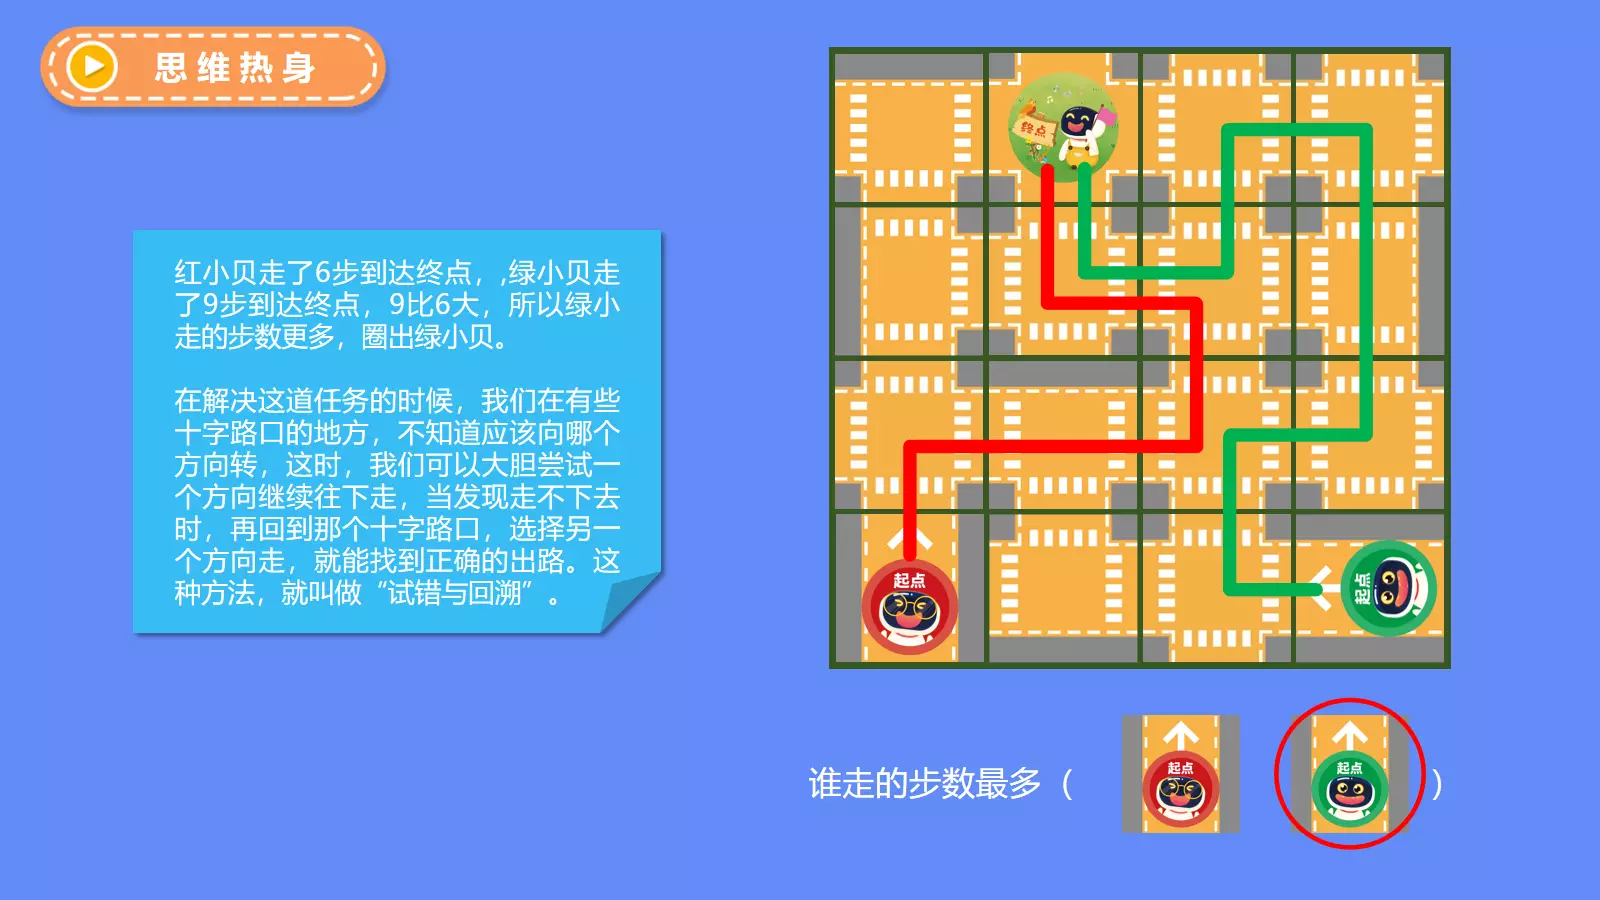 思维热身
红小贝走了6步到达终点，,绿小贝走
了9步到达终点，9比6大，所以绿小
走的步数更多，圈出绿小贝。
在解决这道任务的时候，我们在有些
十字路口的地方，不知道应该向哪个
方向转，这时，我们可以大胆尝试一
个方向继续往下走，当发现走不下去
时，再回到那个十字路口，选择另一
个方向走，就能找到正确的出路。这
种方法，就叫做“试错与回溯”。
终点
起点
起点
谁走的步数最多（
起点
起点
）